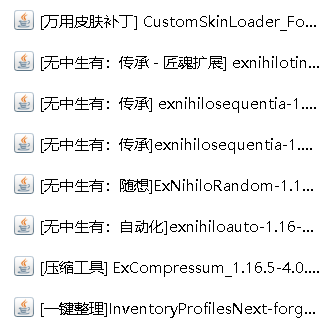 [万用皮肤补丁] CustomSkinLoader_Fo...
[无中生有：传承 - 匠魂扩展] exnihilotin...
[无中生有：传承] exnihilosequentia-1....
[无中生有：传承]exnihilosequentia-1....
[无中生有：随想]ExNihiloRandom-1.1...
[无中生有：自动化]exnihiloauto-1.16-...
[压缩工具] ExCompressum_1.16.5-4.0....
[一键整理]InventoryProfilesNext-forg...